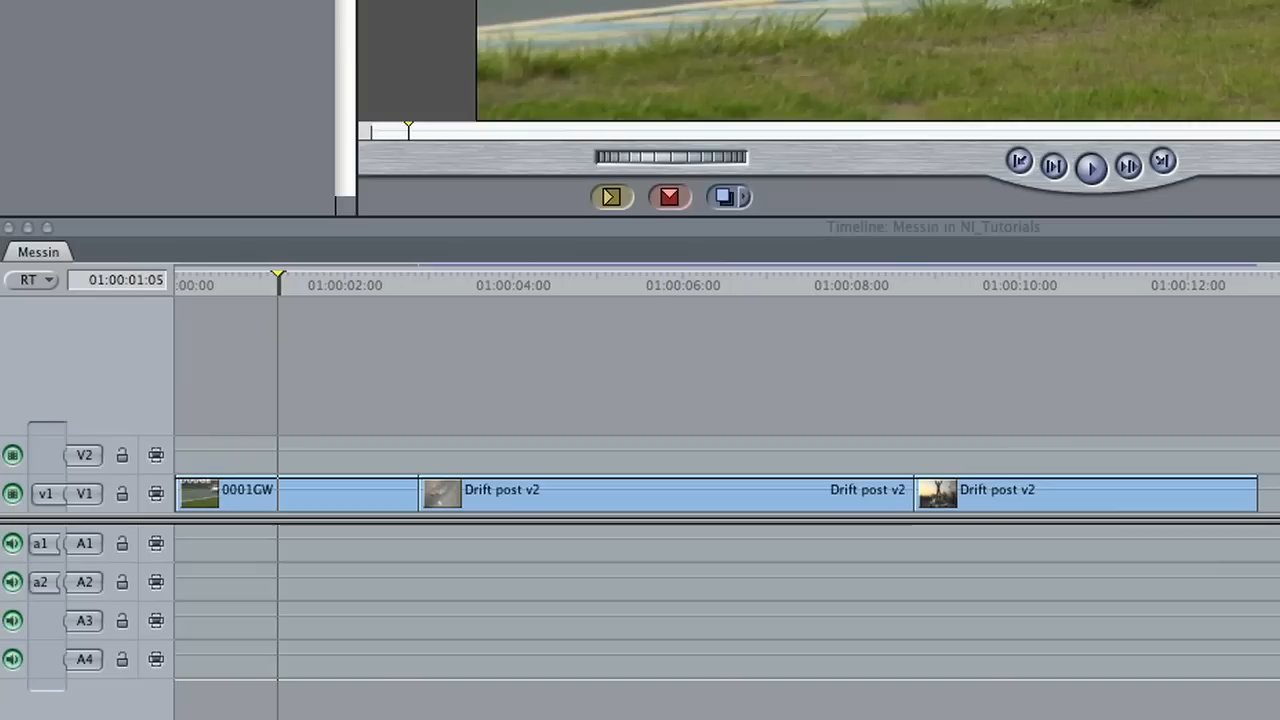 Timeline: Messin in NI_Tutorials
Messin
RT 01:00:01:05 :00:00 01:00:02:00 01:00:04:00 01:00:06:00 01:00:08:00 01:00:10:00 01:00:12:00
V2
v1 V1 0001GW Drift post v2 Drift post v2 Drift post v2
a1 A1
a2 A2
A3
A4